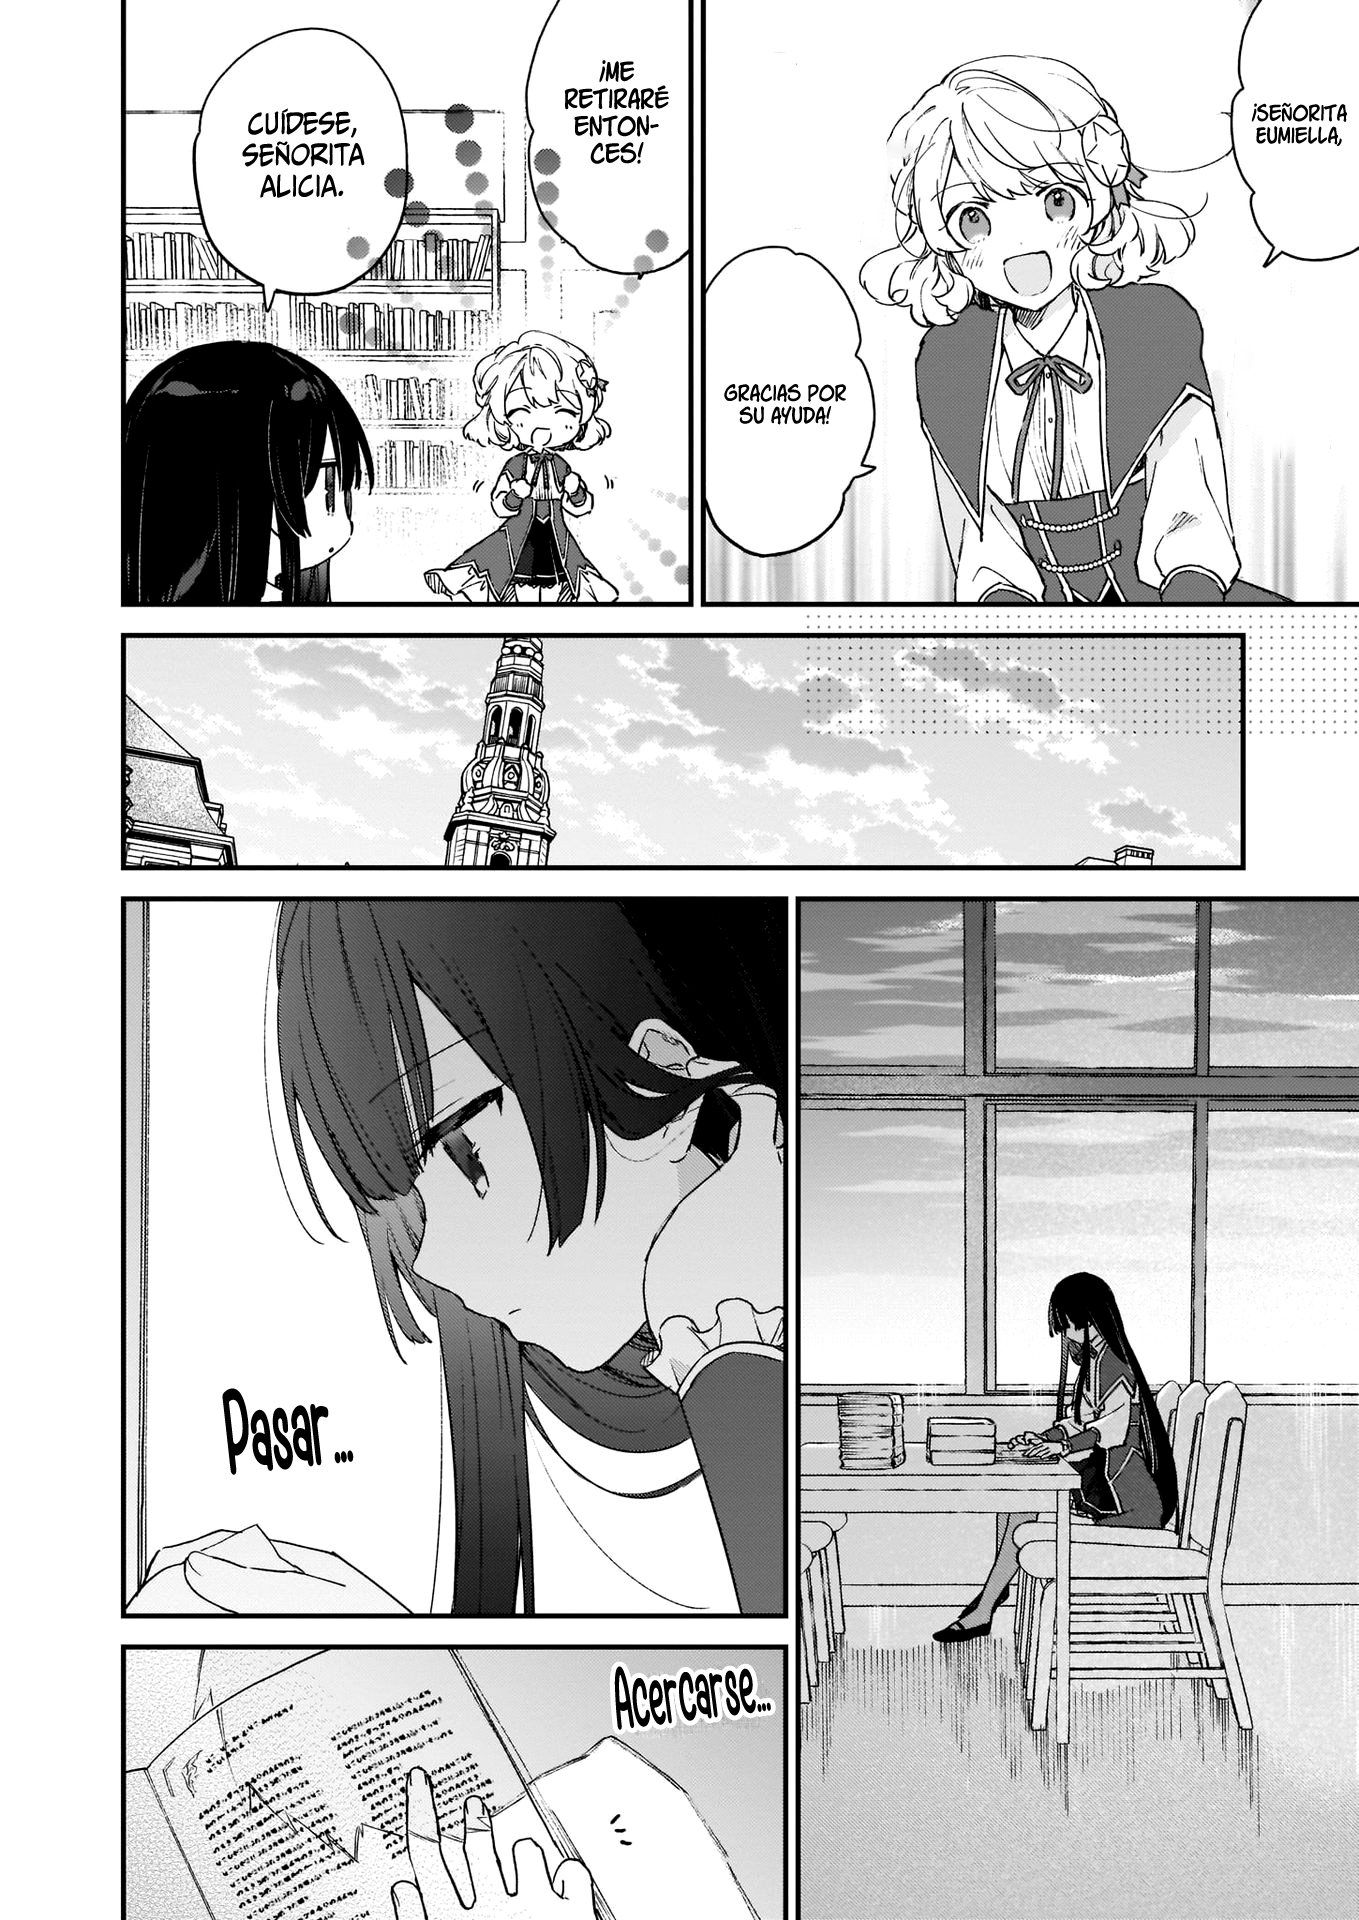 ¡SEÑORITA
EUMIELLA,
GRACIAS POR
SU AYUDA!
¡ME
RETIRARÉ
ENTON-
CES!
CUÍDESE,
SEÑORITA
ALICIA.
Pasar...
Acercarse...